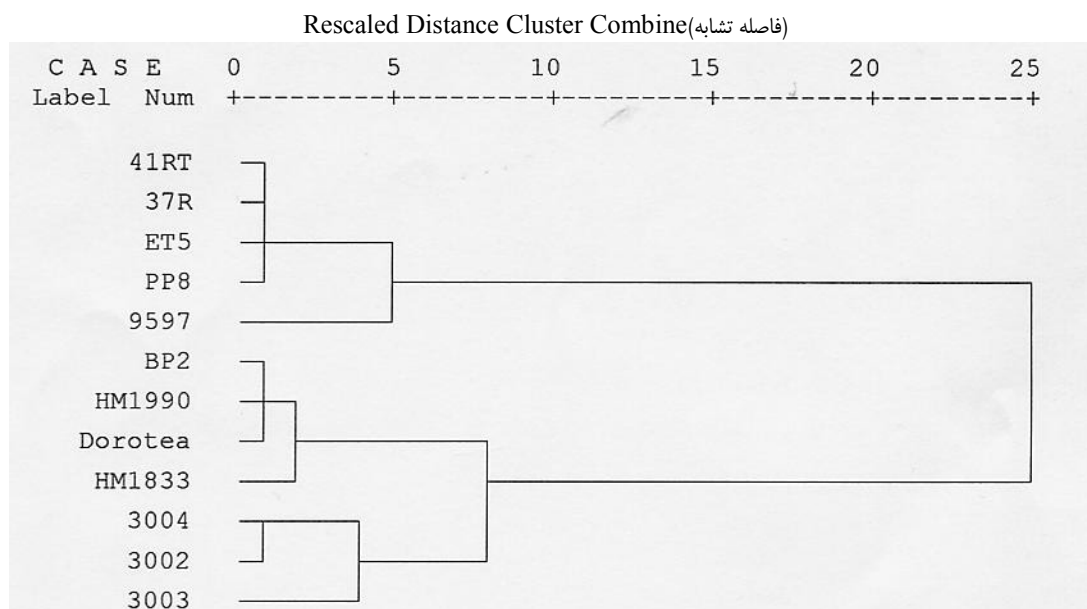 Rescaled Distance Cluster Combine(فاصله تشابه)
C A S E 0 5 10 15 20 25
Label Num +---------+---------+---------+---------+---------+
41RT
37R
ET5
PP8
9597
BP2
HM1990
Dorotea
HM1833
3004
3002
3003